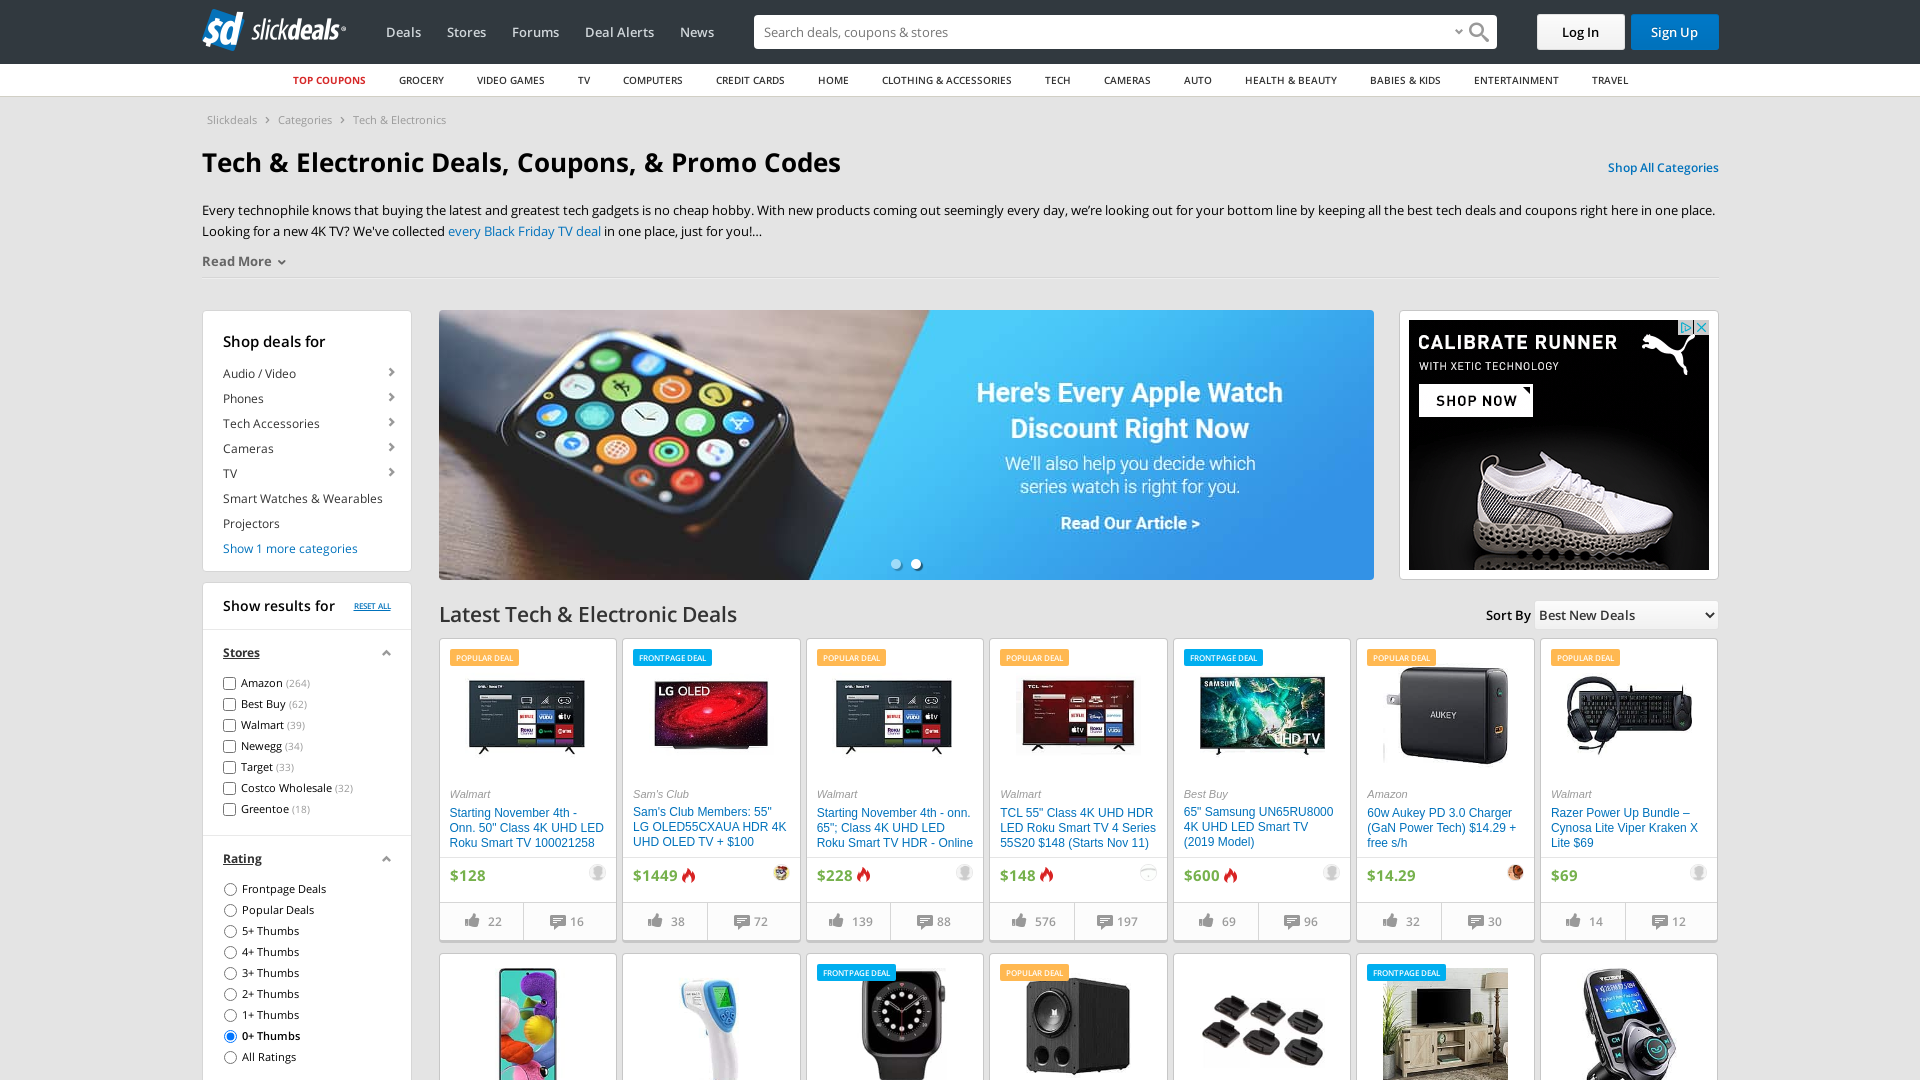 slickdeals
Deals
Stores
Forums
Deal Alerts
News
Search deals, coupons & stores
Log In
Sign Up
TOP COUPONS
GROCERY
VIDEO GAMES
TV
COMPUTERS
CREDIT CARDS
HOME
CLOTHING & ACCESSORIES
TECH
CAMERAS
AUTO
HEALTH & BEAUTY
BABIES & KIDS
ENTERTAINMENT
TRAVEL
Slickdeals
Categories
Tech & Electronics
Tech & Electronic Deals, Coupons, & Promo Codes
Shop All Categories
Every technophile knows that buying the latest and greatest tech gadgets is no cheap hobby. With new products coming out seemingly every day, we’re looking out for your bottom line by keeping all the best tech deals and coupons right here in one place.
Looking for a new 4K TV? We've collected every Black Friday TV deal in one place, just for you!...
Read More
Shop deals for
Audio / Video
Phones
Tech Accessories
Cameras
TV
Smart Watches & Wearables
Projectors
Show 1 more categories
Here's Every Apple Watch
Discount Right Now
We'll also help you decide which
series watch is right for you.
Read Our Article >
CALIBRATE RUNNER
WITH XETIC TECHNOLOGY
SHOP NOW
Show results for
RESET ALL
Stores
Amazon (264)
Best Buy (62)
Walmart (39)
Newegg (34)
Target (33)
Costco Wholesale (32)
Greentoe (18)
Rating
Frontpage Deals
Popular Deals
5+ Thumbs
4+ Thumbs
3+ Thumbs
2+ Thumbs
1+ Thumbs
0+ Thumbs
All Ratings
Latest Tech & Electronic Deals
Sort By
Best New Deals
POPULAR DEAL
Walmart
Starting November 4th -
Onn. 50" Class 4K UHD LED
Roku Smart TV 100021258
$128
22
16
FRONTPAGE DEAL
LG OLED
Sam's Club
Sam's Club Members: 55"
LG OLED55CXAUA HDR 4K
UHD OLED TV + $100
$1449
38
72
POPULAR DEAL
Walmart
Starting November 4th - onn.
65"; Class 4K UHD LED
Roku Smart TV HDR - Online
$228
139
88
POPULAR DEAL
Walmart
TCL 55" Class 4K UHD HDR
LED Roku Smart TV 4 Series
55S20 $148 (Starts Nov 11)
$148
576
197
FRONTPAGE DEAL
SAMSUNG
UHD TV
Best Buy
65" Samsung UN65RU8000
4K UHD LED Smart TV
(2019 Model)
$600
69
96
POPULAR DEAL
AUKEY
Amazon
60w Aukey PD 3.0 Charger
(GaN Power Tech) $14.29 +
free s/h
$14.29
32
30
POPULAR DEAL
Walmart
Razer Power Up Bundle –
Cynosa Lite Viper Kraken X
Lite $69
$69
14
12
FRONTPAGE DEAL
POPULAR DEAL
FRONTPAGE DEAL